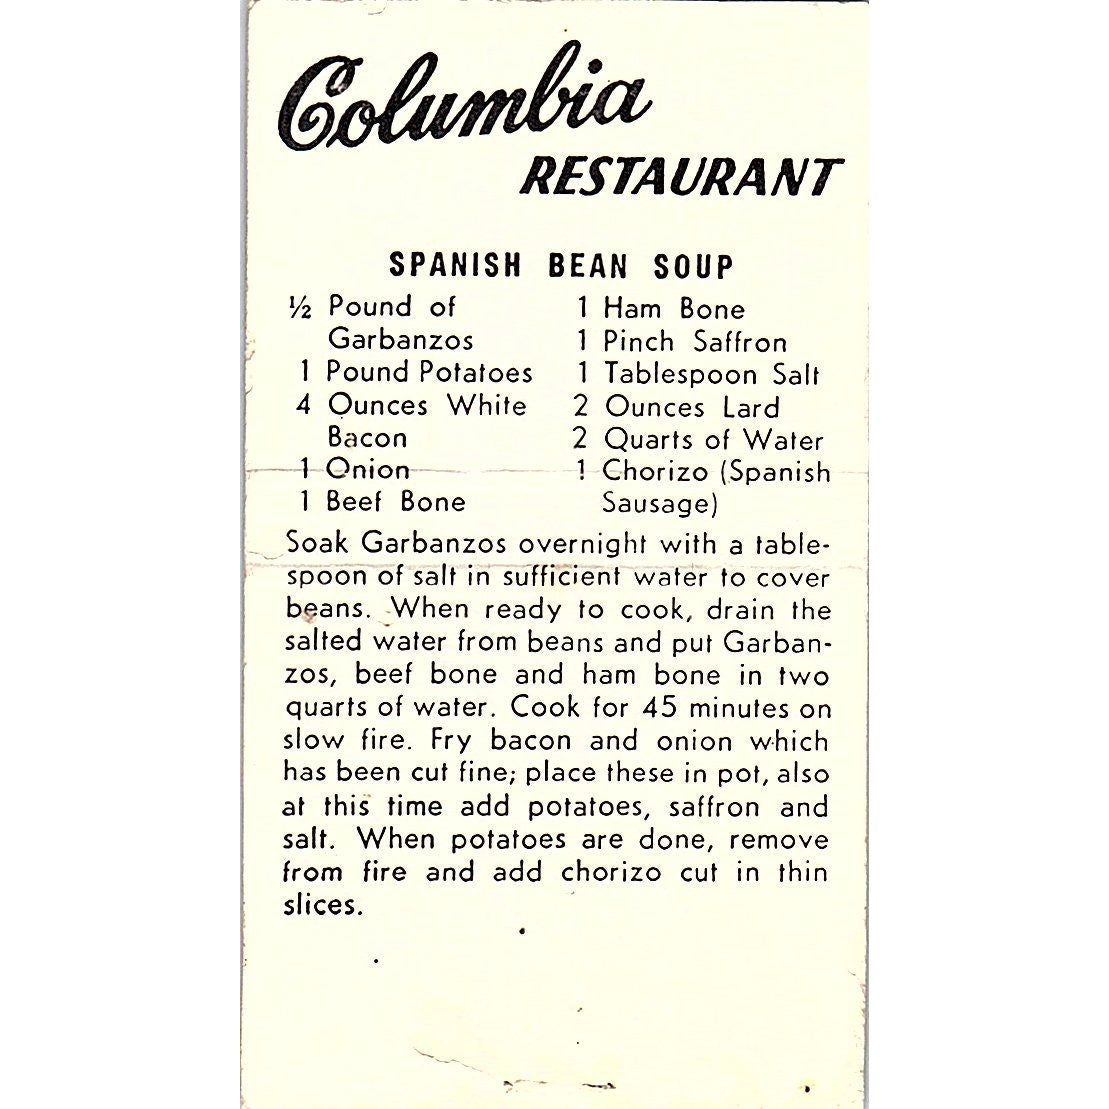 Columbia
RESTAURANT
SPANISH BEAN SOUP
½ Pound of
Garbanzos
1 Pound Potatoes
4 Ounces White
Bacon
1 Onion
1 Beef Bone
1 Ham Bone
1 Pinch Saffron
1 Tablespoon Salt
2 Ounces Lard
2 Quarts of Water
1 Chorizo (Spanish
Sausage)
Soak Garbanzos overnight with a table-
spoon of salt in sufficient water to cover
beans. When ready to cook, drain the
salted water from beans and put Garban-
zos, beef bone and ham bone in two
quarts of water. Cook for 45 minutes on
slow fire. Fry bacon and onion which
has been cut fine; place these in pot, also
at this time add potatoes, saffron and
salt. When potatoes are done, remove
from fire and add chorizo cut in thin
slices.